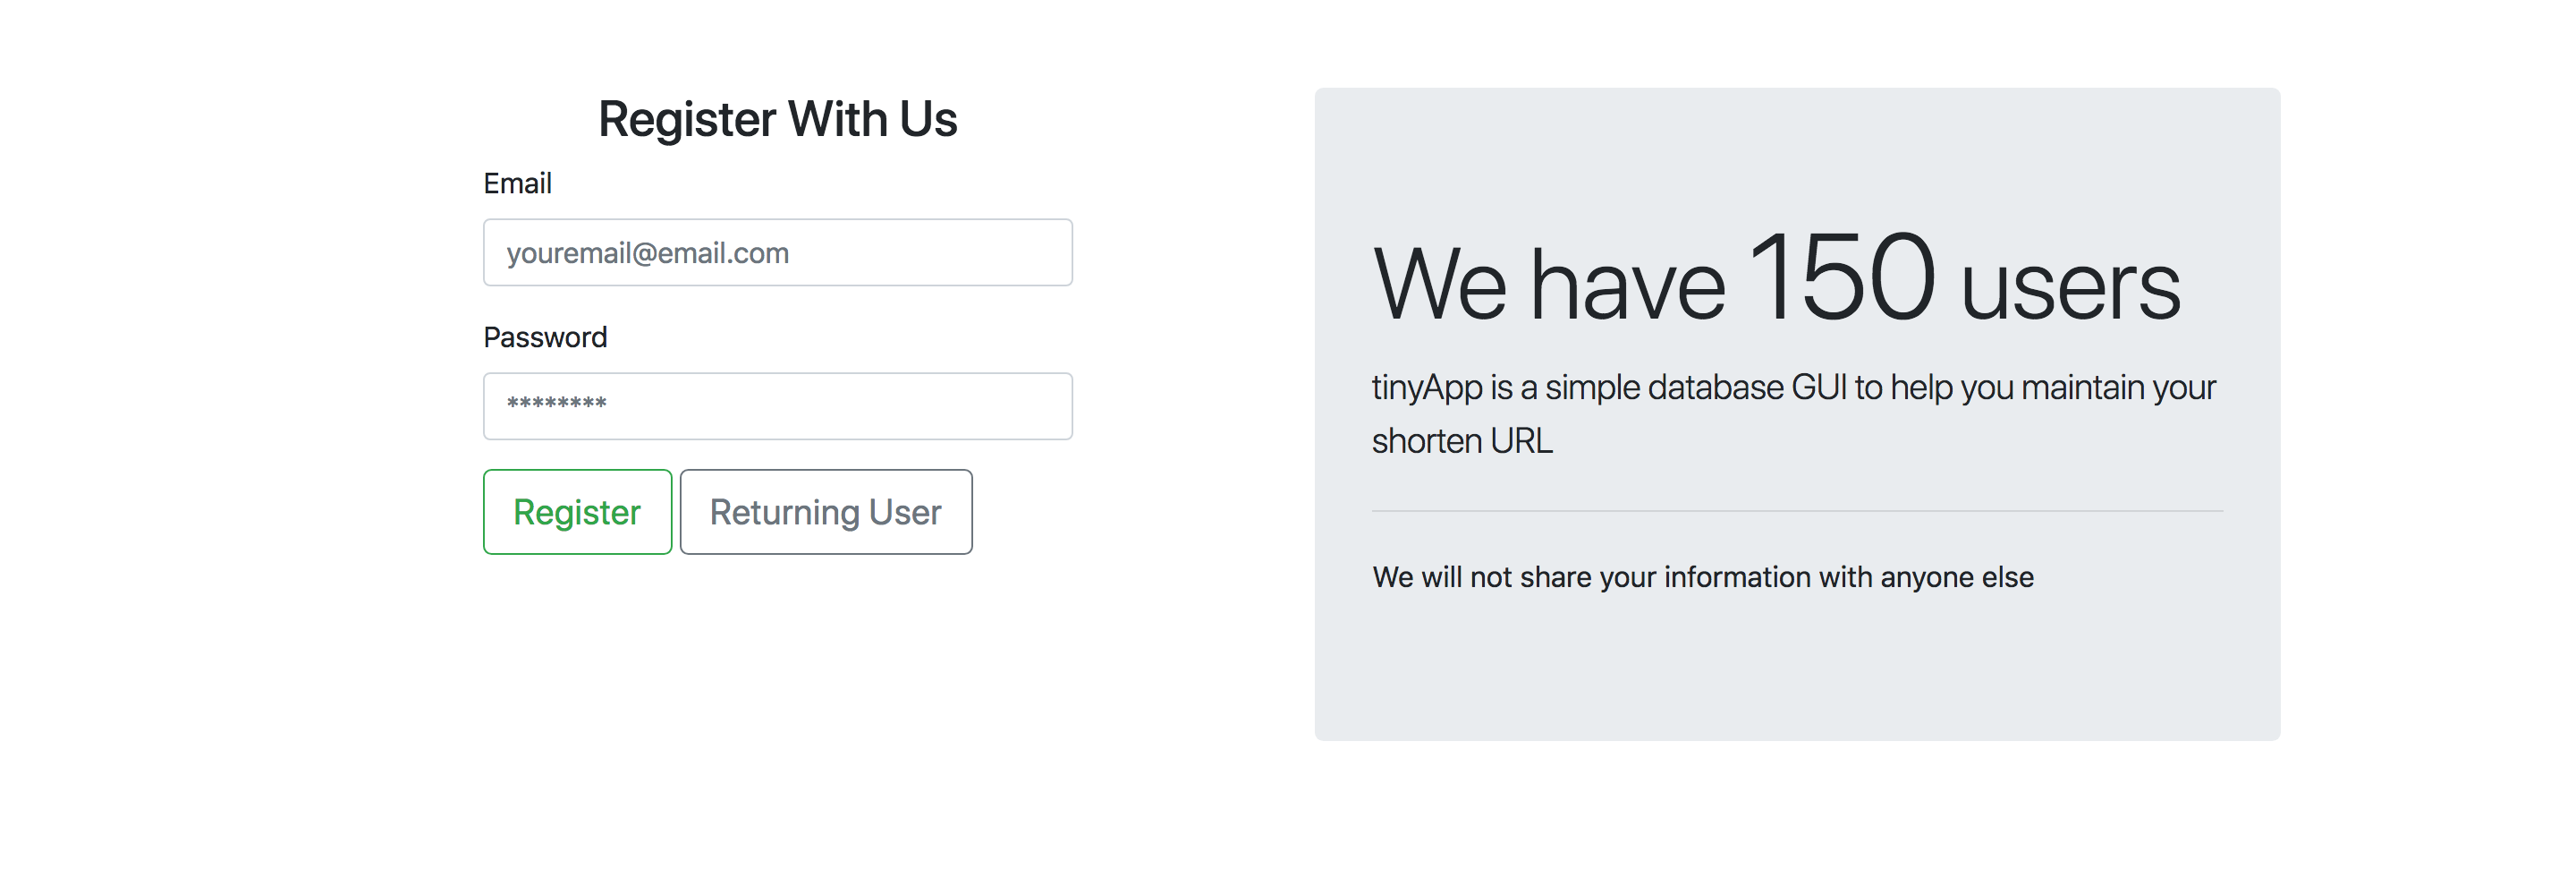 Register With Us
Email
youremail@email.com
Password
********
Register
Returning User
We have 150 users
tinyApp is a simple database GUI to help you maintain your
shorten URL
We will not share your information with anyone else